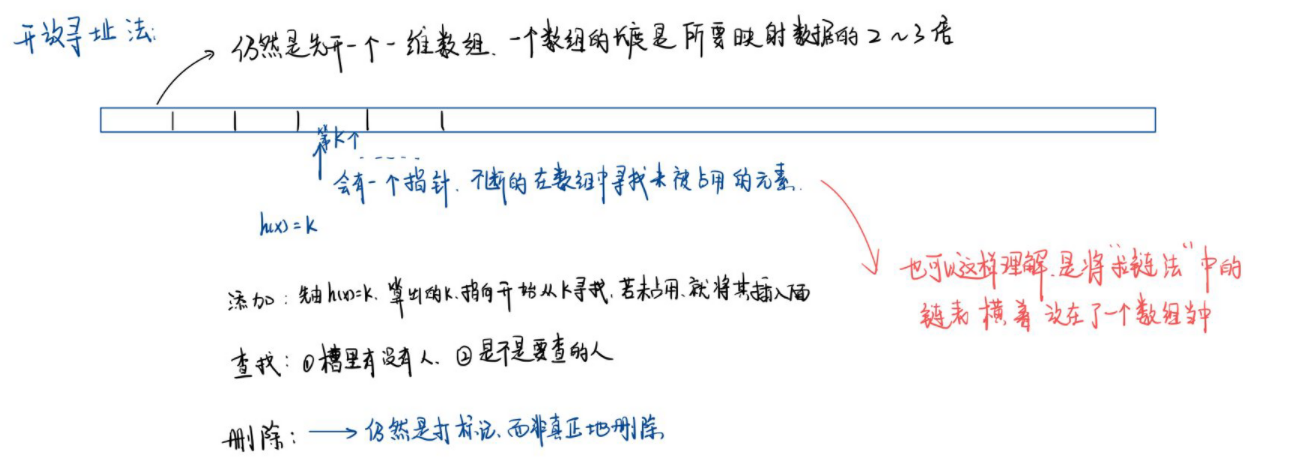 开放寻址法:
仍然是先开一个一维数组、一个数组的长度是所要映射数据的2~3倍
第k个
会有一个指针、不断的在数组中寻找未被占用的元素.
h(x)=k
也可以这样理解.是将“拉链法”中的
链表 横着 放在了一个数组当中
添加: 先由h(x)=k、算出的k.指向开始从k寻找、若未占用、就将其插入
查找: ①槽里有没有人、②是不是要查的人
删除: → 仍然是打标记、而非真正地删除